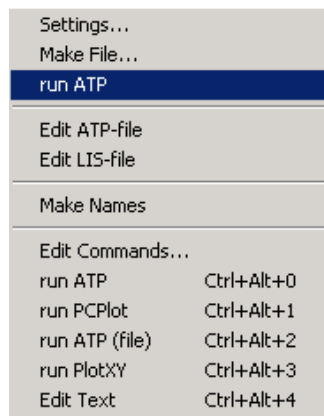 Settings...
Make File...
run ATP
Edit ATP-file
Edit LIS-file
Make Names
Edit Commands...
run ATP Ctrl+Alt+0
run PCPlot Ctrl+Alt+1
run ATP (file) Ctrl+Alt+2
run PlotXY Ctrl+Alt+3
Edit Text Ctrl+Alt+4